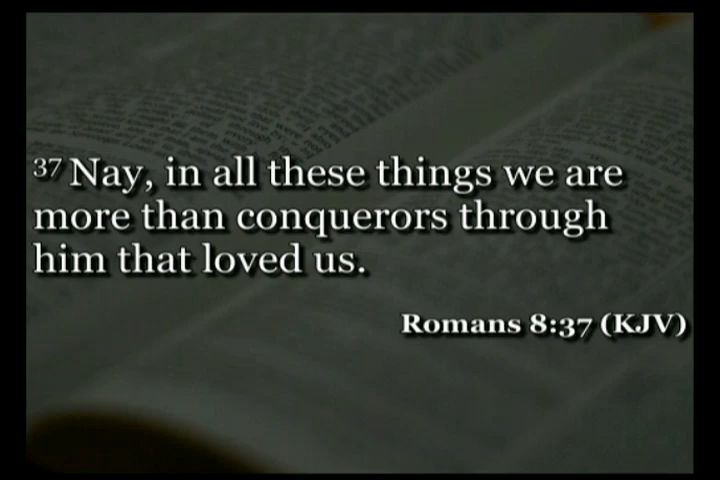 37 Nay, in all these things we are
more than conquerors through
him that loved us.
Romans 8:37 (KJV)